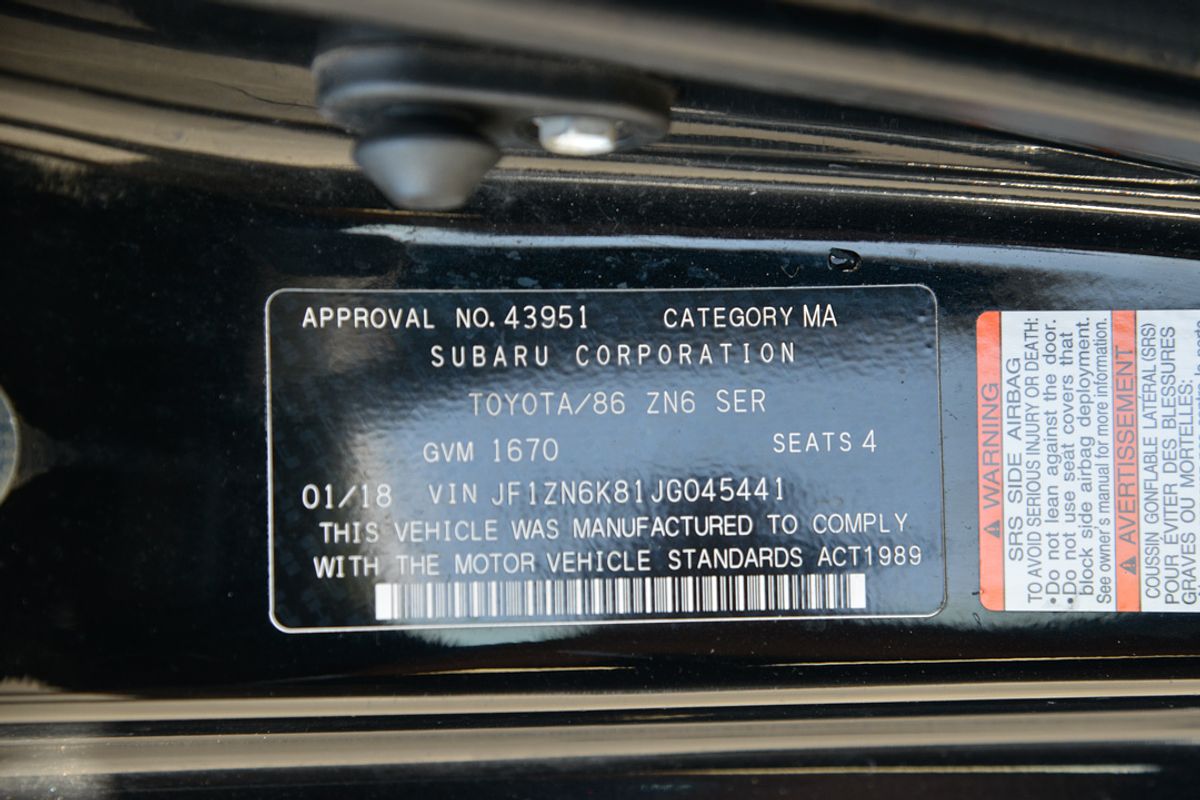 APPROVAL NO. 43951 CATEGORY MA
SUBARU CORPORATION
TOYOTA/86 ZN6 SER
GVM 1670 SEATS 4
01/18 VIN JF1ZN6K81JG045441
THIS VEHICLE WAS MANUFACTURED TO COMPLY
WITH THE MOTOR VEHICLE STANDARDS ACT1989
WARNING
SRS SIDE AIRBAG
TO AVOID SERIOUS INJURY OR DEATH:
•Do not lean against the door.
•Do not use seat covers that
block side airbag deployment.
See owner's manual for more information.
AVERTISSEMENT
COUSSIN GONFLABLE LATERAL(SRS)
POUR ÉVITER DES BLESSURES
GRAVES OU MORTELLES: